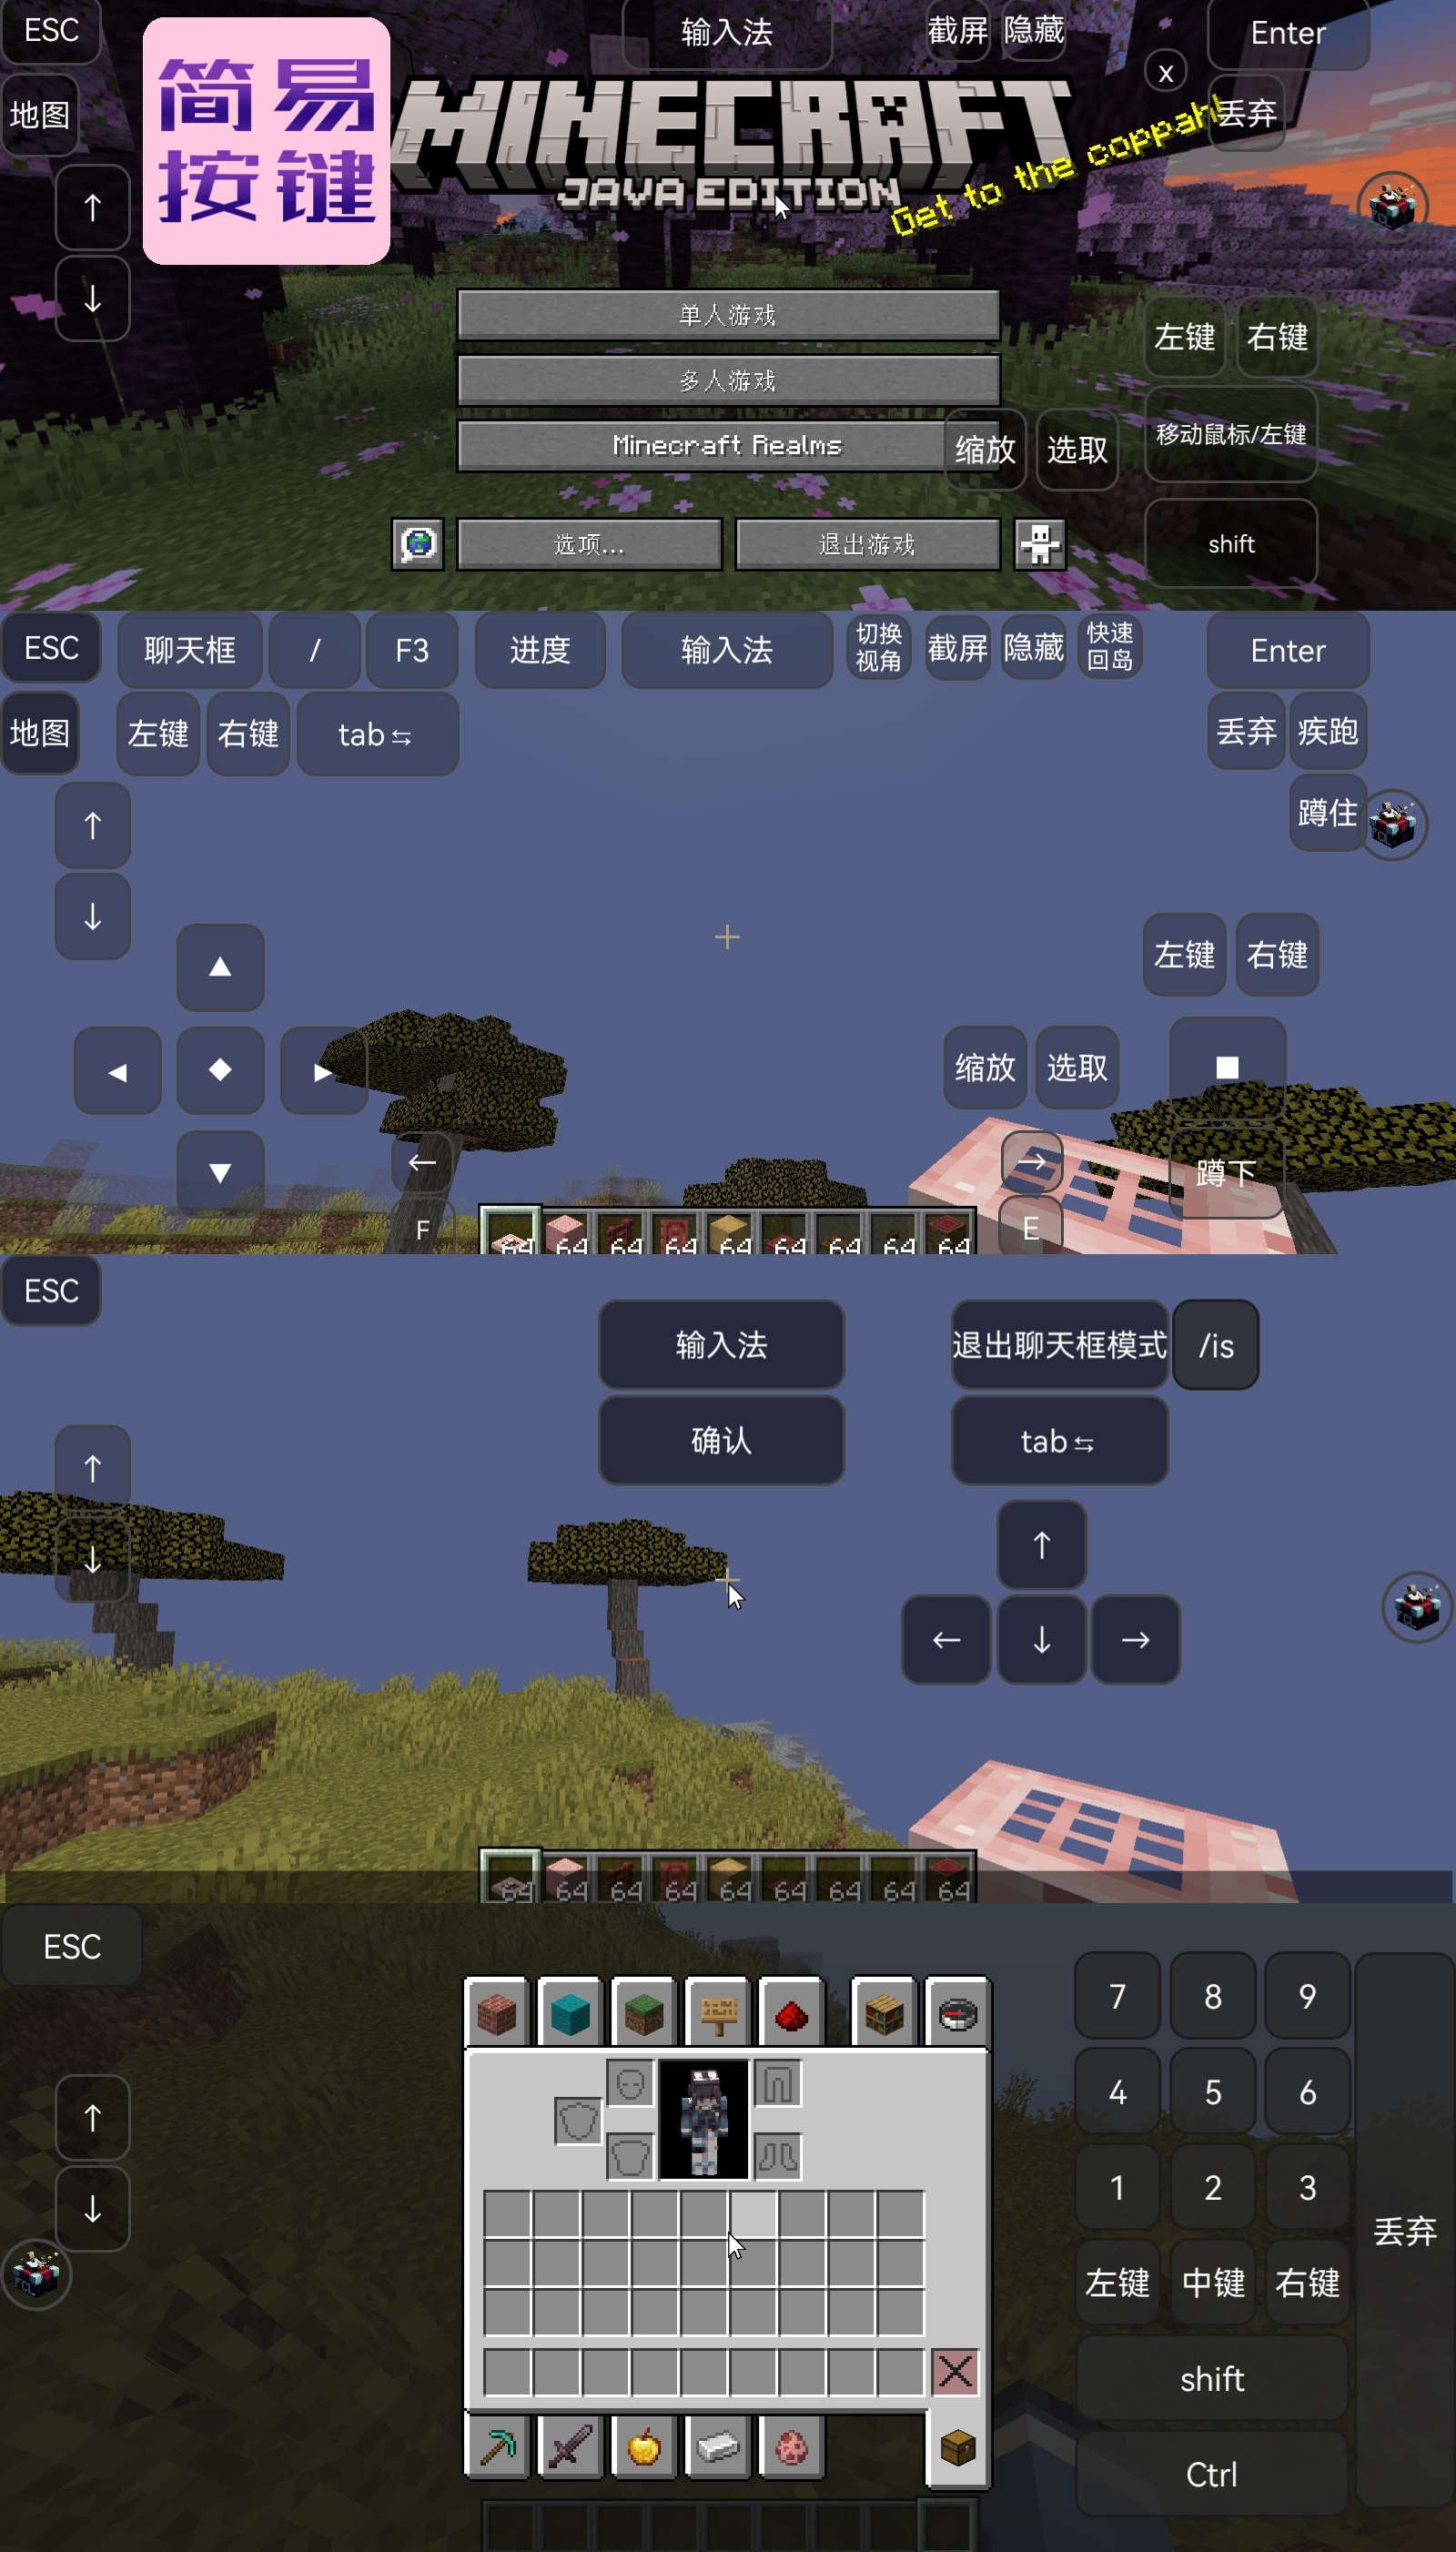 ESC
输入法
截屏
隐藏
Enter
地图
简易
按键
MINECRAFT
JAVA EDITION
Get to the coppah!
x
丢弃
↑
↓
单人游戏
多人游戏
Minecraft Realms
选项...
退出游戏
左键
右键
移动鼠标/左键
缩放
选取
shift
ESC
聊天框
/
F3
进度
输入法
切换
视角
截屏
隐藏
快速
回岛
Enter
地图
左键
右键
tab⇆
丢弃
疾跑
蹲住
↑
↓
▲
◀
◆
▶
▼
左键
右键
缩放
选取
■
←
→
蹲下
F
E
64
64
64
64
64
64
64
64
64
ESC
输入法
退出聊天框模式
/is
确认
tab⇆
↑
↓
↑
←
↓
→
64
64
64
64
64
64
64
64
64
ESC
↑
↓
7
8
9
4
5
6
1
2
3
丢弃
左键
中键
右键
shift
Ctrl